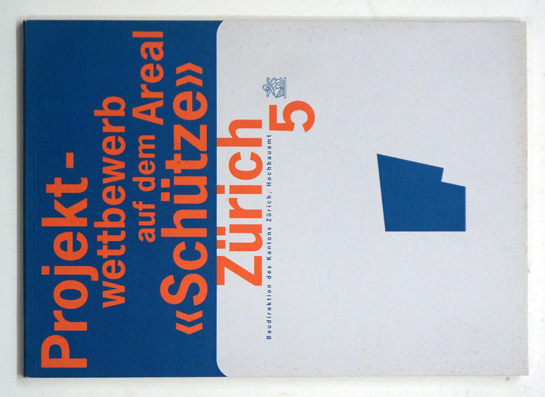 Projekt-
wettbewerb
auf dem Areal
«Schütze»
Zürich
5
Baudirektion des Kantons Zürich, Hochbauamt